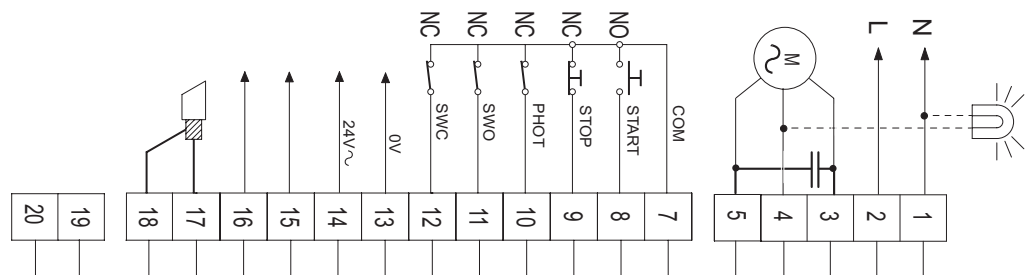 NC NC NC NC NO
L N
M
SWC SWO PHOT STOP START COM
24V~ 0V
20 19 18 17 16 15 14 13 12 11 10 9 8 7 5 4 3 2 1